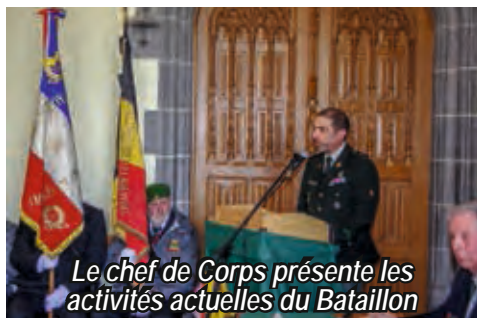 Le chef de Corps présente les
activités actuelles du Bataillon